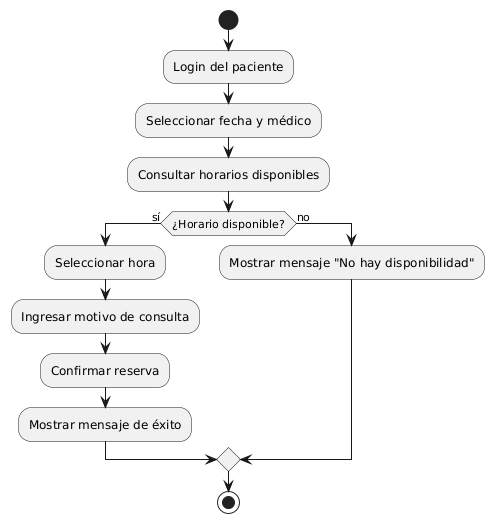 Login del paciente
Seleccionar fecha y médico
Consultar horarios disponibles
¿Horario disponible?
sí
no
Seleccionar hora
Mostrar mensaje "No hay disponibilidad"
Ingresar motivo de consulta
Confirmar reserva
Mostrar mensaje de éxito